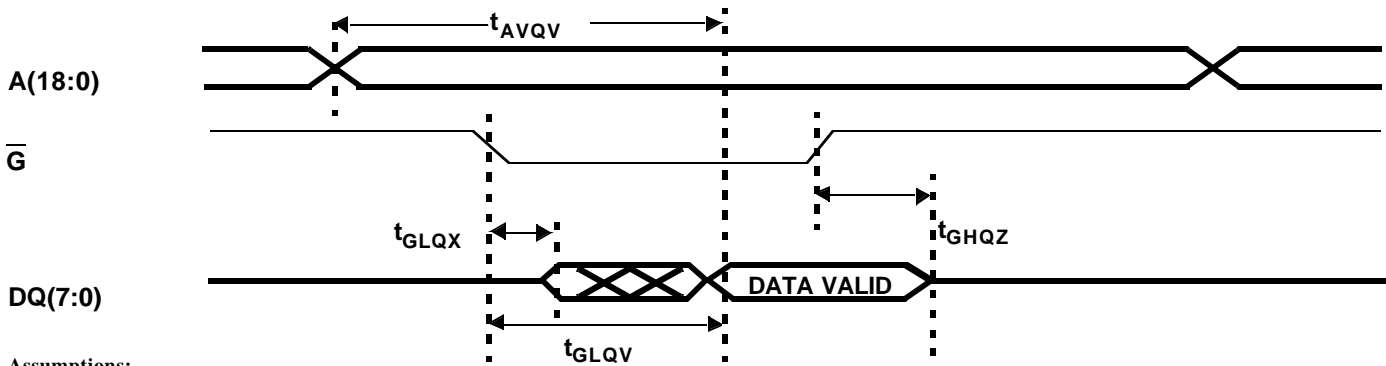 tAVQV
A(18:0)
G̅
tGLQX
tGHQZ
DQ(7:0)
DATA VALID
tGLQV
Assumptions: